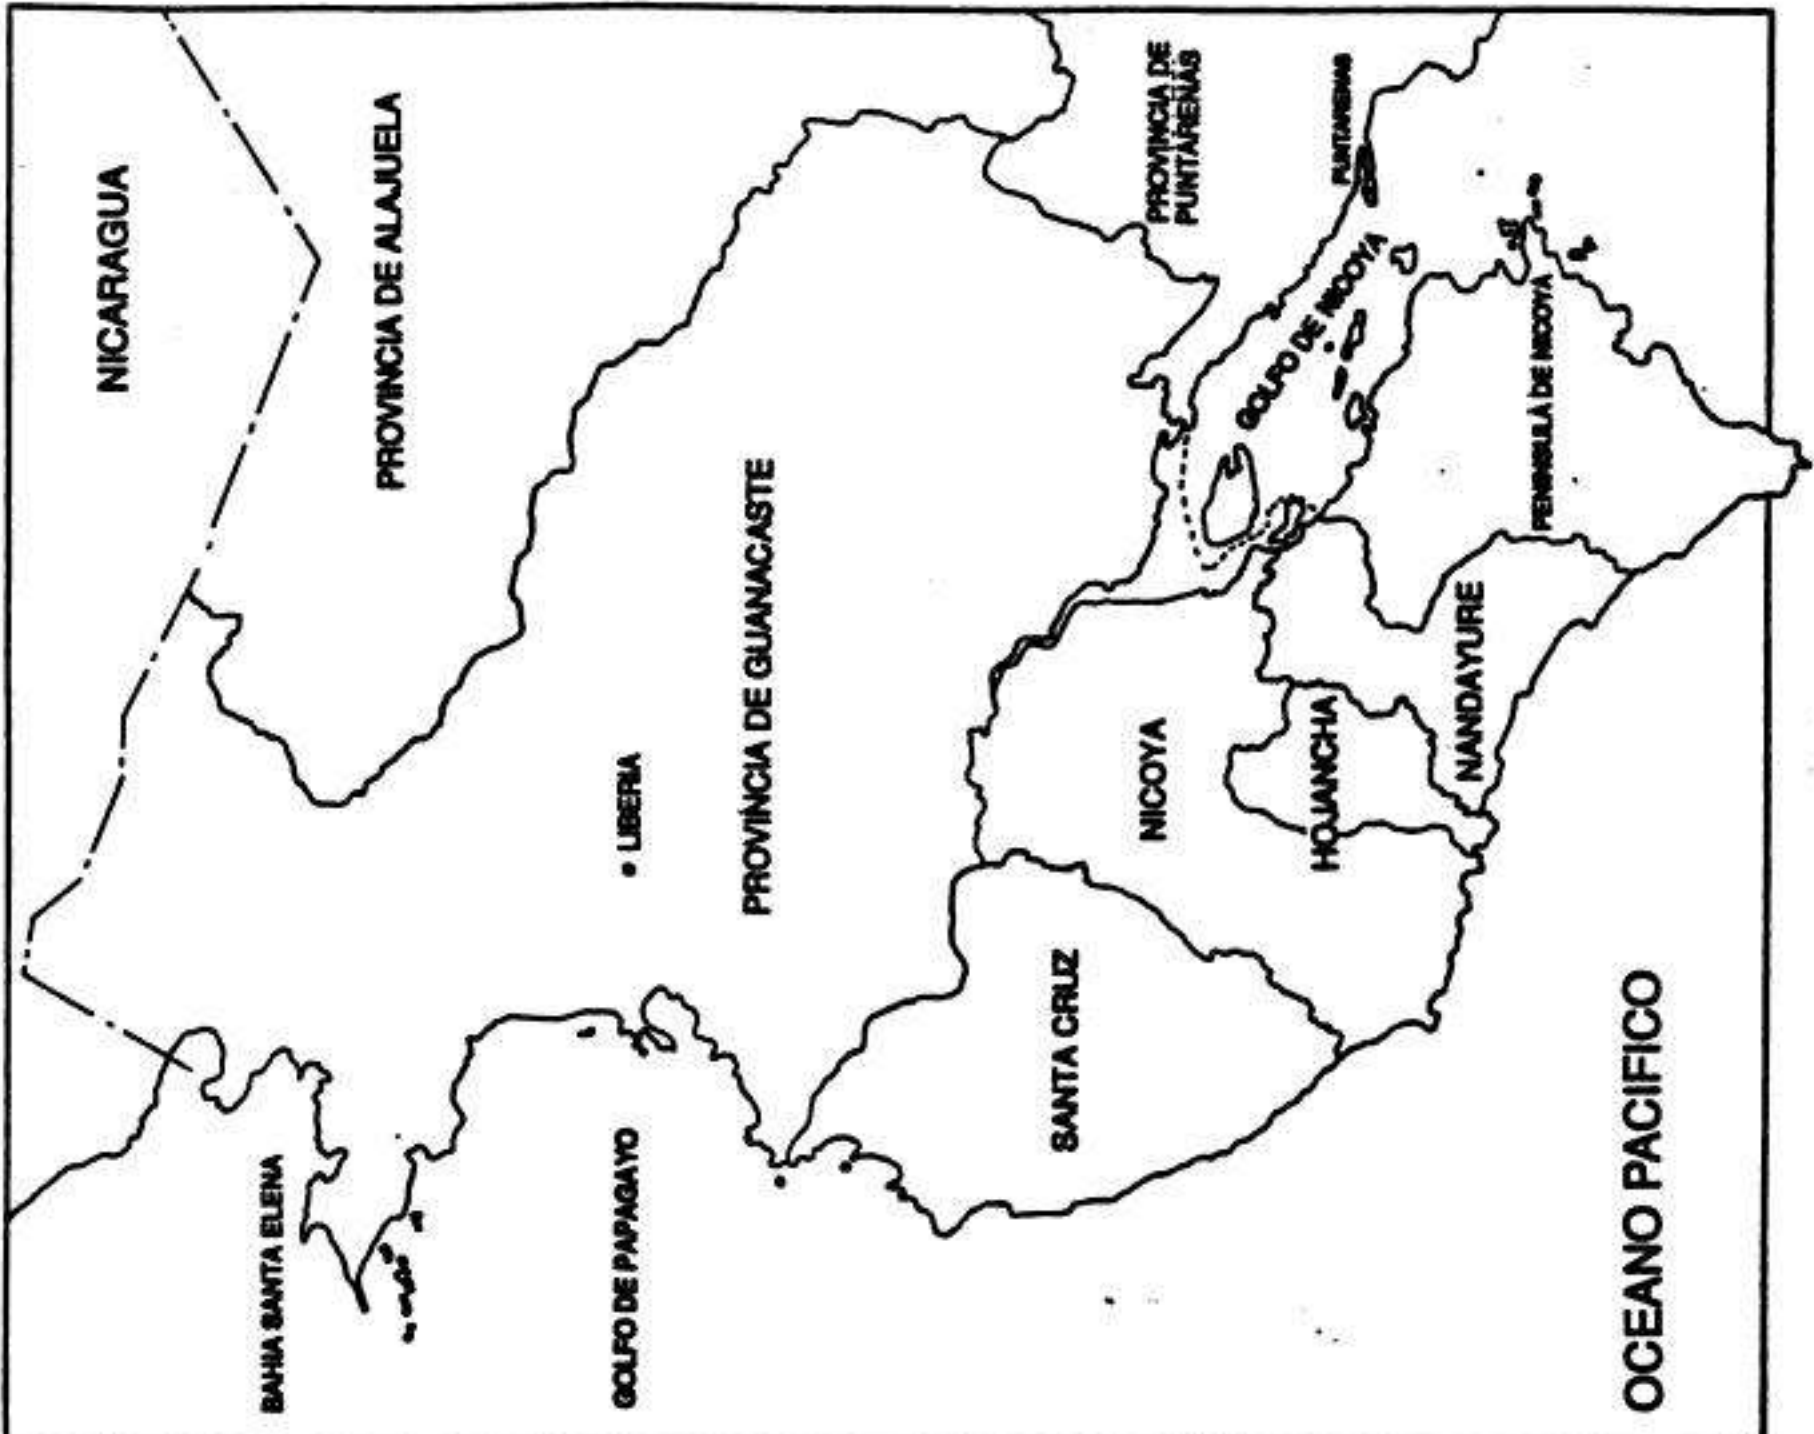 NICARAGUA
PROVINCIA DE ALAJUELA
BAHIA SANTA ELENA
LIBERIA
GOLFO DE PAPAGAYO
PROVINCIA DE GUANACASTE
PROVINCIA DE
PUNTARENAS
PUNTARENAS
GOLFO DE NICOYA
SANTA CRUZ
NICOYA
HOJANCHA
NANDAYURE
PENINSULA DE NICOYA
OCEANO PACIFICO